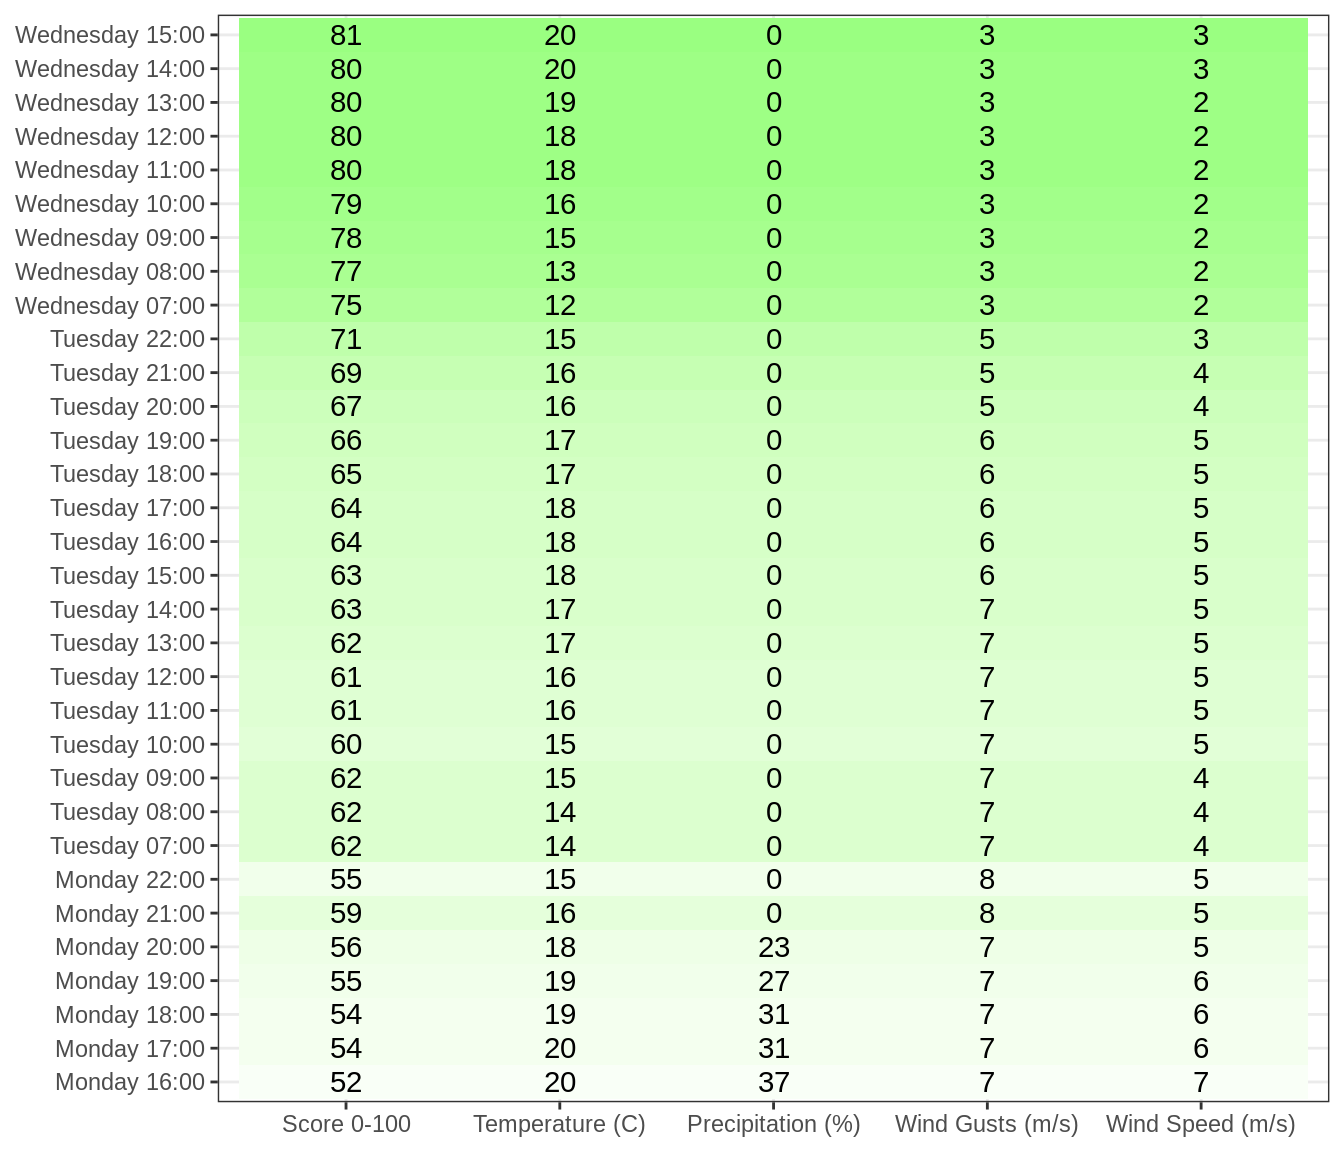 Wednesday 15:00 81 20 0 3 3
Wednesday 14:00 80 20 0 3 3
Wednesday 13:00 80 19 0 3 2
Wednesday 12:00 80 18 0 3 2
Wednesday 11:00 80 18 0 3 2
Wednesday 10:00 79 16 0 3 2
Wednesday 09:00 78 15 0 3 2
Wednesday 08:00 77 13 0 3 2
Wednesday 07:00 75 12 0 3 2
Tuesday 22:00 71 15 0 5 3
Tuesday 21:00 69 16 0 5 4
Tuesday 20:00 67 16 0 5 4
Tuesday 19:00 66 17 0 6 5
Tuesday 18:00 65 17 0 6 5
Tuesday 17:00 64 18 0 6 5
Tuesday 16:00 64 18 0 6 5
Tuesday 15:00 63 18 0 6 5
Tuesday 14:00 63 17 0 7 5
Tuesday 13:00 62 17 0 7 5
Tuesday 12:00 61 16 0 7 5
Tuesday 11:00 61 16 0 7 5
Tuesday 10:00 60 15 0 7 5
Tuesday 09:00 62 15 0 7 4
Tuesday 08:00 62 14 0 7 4
Tuesday 07:00 62 14 0 7 4
Monday 22:00 55 15 0 8 5
Monday 21:00 59 16 0 8 5
Monday 20:00 56 18 23 7 5
Monday 19:00 55 19 27 7 6
Monday 18:00 54 19 31 7 6
Monday 17:00 54 20 31 7 6
Monday 16:00 52 20 37 7 7
Score 0-100 Temperature (C) Precipitation (%) Wind Gusts (m/s) Wind Speed (m/s)